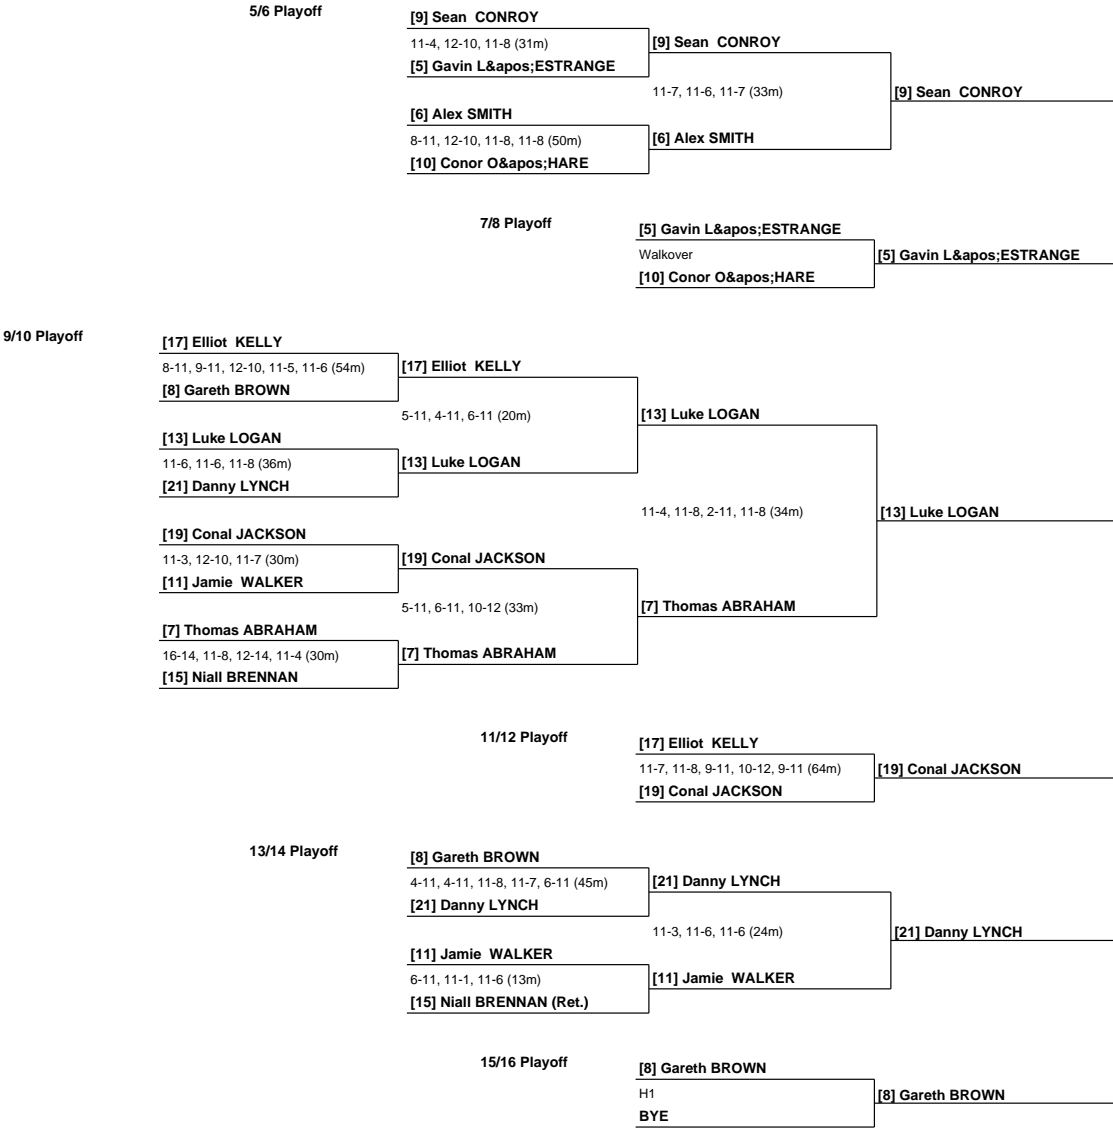 5/6 Playoff
[9] Sean  CONROY
11-4, 12-10, 11-8 (31m)
[5] Gavin L&apos;ESTRANGE
[9] Sean  CONROY
11-7, 11-6, 11-7 (33m)
[9] Sean  CONROY
[6] Alex SMITH
8-11, 12-10, 11-8, 11-8 (50m)
[10] Conor O&apos;HARE
[6] Alex SMITH
7/8 Playoff
[5] Gavin L&apos;ESTRANGE
Walkover
[10] Conor O&apos;HARE
[5] Gavin L&apos;ESTRANGE
9/10 Playoff
[17] Elliot  KELLY
8-11, 9-11, 12-10, 11-5, 11-6 (54m)
[8] Gareth BROWN
[17] Elliot  KELLY
5-11, 4-11, 6-11 (20m)
[13] Luke LOGAN
[13] Luke LOGAN
11-6, 11-6, 11-8 (36m)
[21] Danny LYNCH
[13] Luke LOGAN
11-4, 11-8, 2-11, 11-8 (34m)
[13] Luke LOGAN
[19] Conal JACKSON
11-3, 12-10, 11-7 (30m)
[11] Jamie  WALKER
[19] Conal JACKSON
5-11, 6-11, 10-12 (33m)
[7] Thomas ABRAHAM
[7] Thomas ABRAHAM
16-14, 11-8, 12-14, 11-4 (30m)
[15] Niall BRENNAN
[7] Thomas ABRAHAM
11/12 Playoff
[17] Elliot  KELLY
11-7, 11-8, 9-11, 10-12, 9-11 (64m)
[19] Conal JACKSON
[19] Conal JACKSON
13/14 Playoff
[8] Gareth BROWN
4-11, 4-11, 11-8, 11-7, 6-11 (45m)
[21] Danny LYNCH
[21] Danny LYNCH
11-3, 11-6, 11-6 (24m)
[21] Danny LYNCH
[11] Jamie  WALKER
6-11, 11-1, 11-6 (13m)
[15] Niall BRENNAN (Ret.)
[11] Jamie  WALKER
15/16 Playoff
[8] Gareth BROWN
H1
BYE
[8] Gareth BROWN